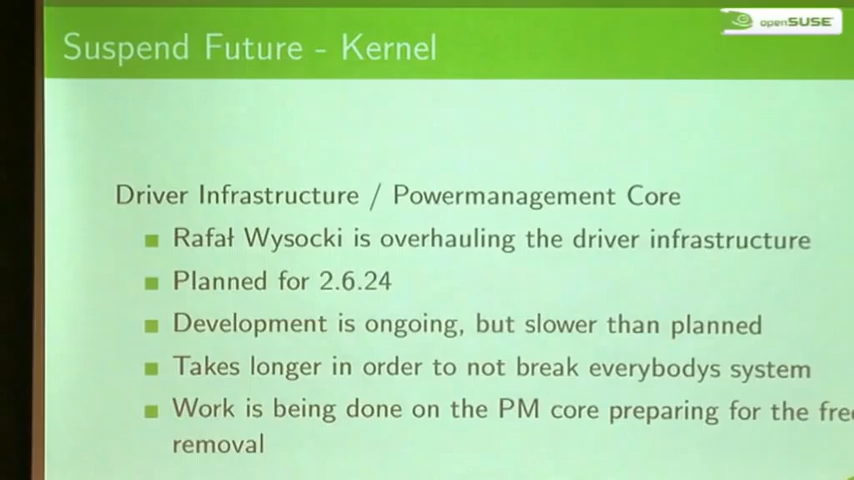 Suspend Future - Kernel
openSUSE
Driver Infrastructure / Powermanagement Core
Rafał Wysocki is overhauling the driver infrastructure
Planned for 2.6.24
Development is ongoing, but slower than planned
Takes longer in order to not break everybodys system
Work is being done on the PM core preparing for the
removal